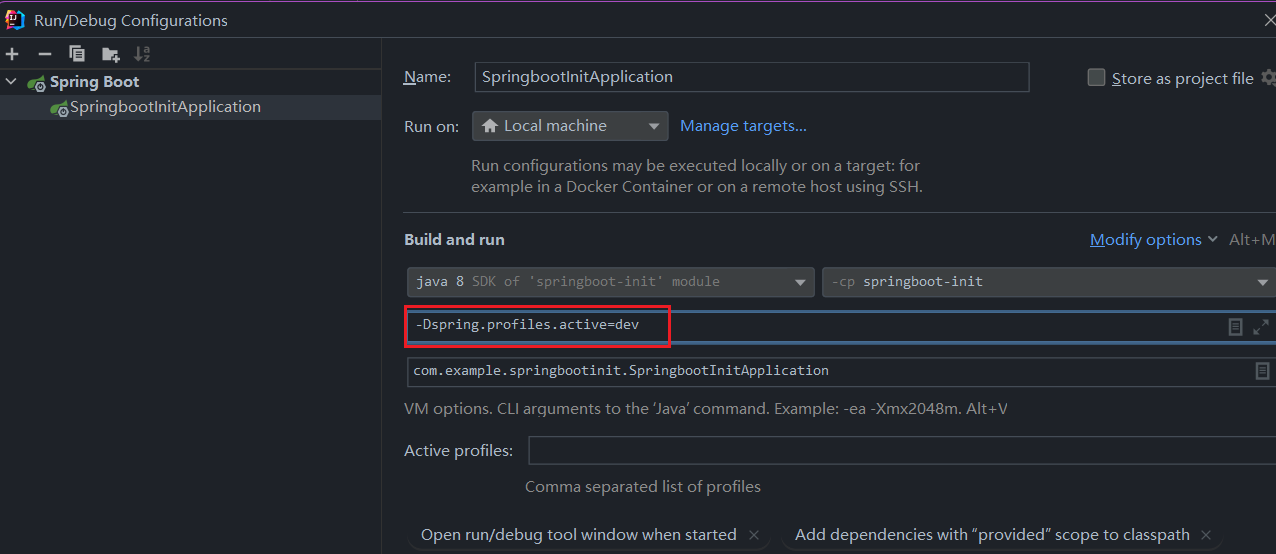 Run/Debug Configurations
Spring Boot
SpringbootInitApplication
Name: SpringbootInitApplication Store as project file
Run on: Local machine Manage targets...
Run configurations may be executed locally or on a target: for
example in a Docker Container or on a remote host using SSH.
Build and run Modify options Alt+M
java 8 SDK of 'springboot-init' module -cp springboot-init
-Dspring.profiles.active=dev
com.example.springbootinit.SpringbootInitApplication
VM options. CLI arguments to the ‘Java’ command. Example: -ea -Xmx2048m. Alt+V
Active profiles:
Comma separated list of profiles
Open run/debug tool window when started × Add dependencies with “provided” scope to classpath ×